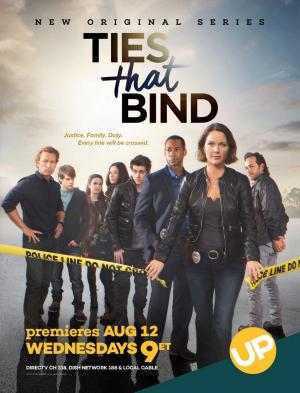 NEW ORIGINAL SERIES
TIES
that
BIND
Justice. Family. Duty.
Every line will be crossed.
POLICE LINE DO NOT CROSS
POLICE LINE DO N
premieres AUG 12
WEDNESDAYS 9ET
UP
DIRECTV CH 338, DISH NETWORK 188 & LOCAL CABLE